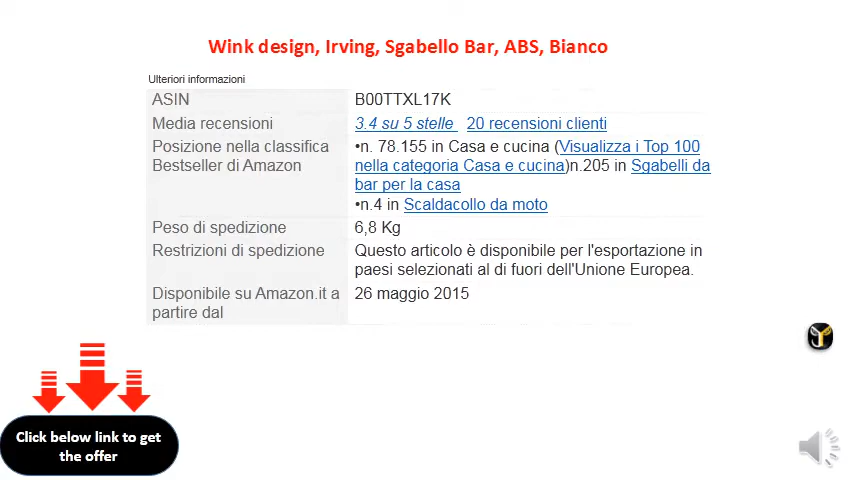 Wink design, Irving, Sgabello Bar, ABS, Bianco
Ulteriori informazioni
ASIN B00TTXL17K
Media recensioni 3.4 su 5 stelle 20 recensioni clienti
Posizione nella classifica Bestseller di Amazon
•n. 78.155 in Casa e cucina (Visualizza i Top 100
nella categoria Casa e cucina)n.205 in Sgabelli da
bar per la casa
•n.4 in Scaldacollo da moto
Peso di spedizione 6,8 Kg
Restrizioni di spedizione Questo articolo è disponibile per l'esportazione in
paesi selezionati al di fuori dell'Unione Europea.
Disponibile su Amazon.it a partire dal 26 maggio 2015
Click below link to get
the offer